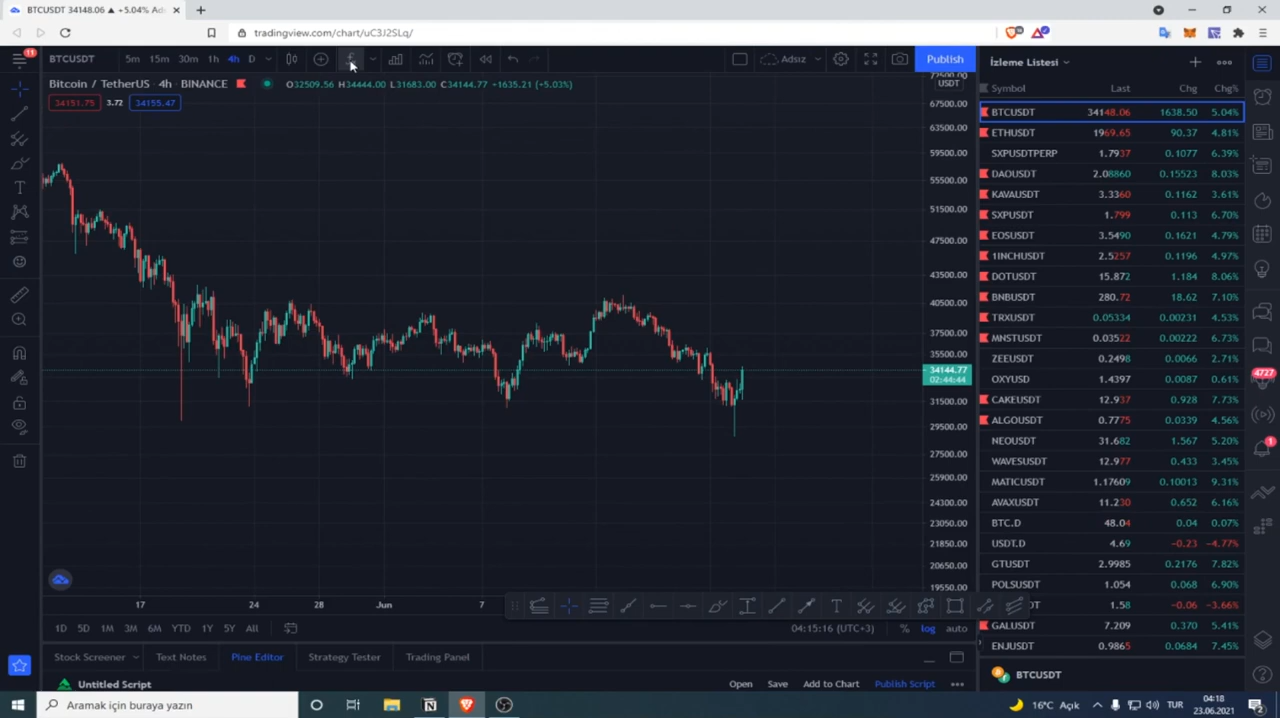 BTCUSDT 34148.06 ▲ +5.04% Ads
tradingview.com/chart/uC3J2SLg/
11
BTCUSDT 5m 15m 30m 1h 4h D
Adsız
Publish
Bitcoin / TetherUS · 4h · BINANCE O32509.56 H34444.00 L31683.00 C34144.77 +1635.21 (+5.03%)
34151.75 3.72 34155.47
USDT
72500.00
67500.00
63500.00
59500.00
55500.00
51500.00
47500.00
43500.00
40500.00
37500.00
35500.00
34144.77
02:44:44
31500.00
29500.00
27500.00
25900.00
24300.00
23050.00
21850.00
20650.00
19550.00
17 24 28 Jun 7
1D 5D 1M 3M 6M YTD 1Y 5Y All
04:15:16 (UTC+3) % log auto
Stock Screener Text Notes Pine Editor Strategy Tester Trading Panel
Untitled Script
Open Save Add to Chart Publish Script
İzleme Listesi
Symbol Last Chg Chg%
BTCUSDT 34148.06 1638.50 5.04%
ETHUSDT 1969.65 90.37 4.81%
SXPUSDTPERP 1.7937 0.1077 6.39%
DAOUSDT 2.08860 0.15523 8.03%
KAVAUSDT 3.3360 0.1162 3.61%
SXPUSDT 1.799 0.113 6.70%
EOSUSDT 3.5490 0.1621 4.79%
1INCHUSDT 2.5257 0.1196 4.97%
DOTUSDT 15.872 1.184 8.06%
BNBUSDT 280.72 18.62 7.10%
TRXUSDT 0.05334 0.00231 4.53%
MNSTUSDT 0.03522 0.00222 6.73%
ZEEUSDT 0.2498 0.0066 2.71%
OXYUSD 1.4397 0.0087 0.61%
CAKEUSDT 12.937 0.928 7.73%
ALGOUSDT 0.7775 0.0339 4.56%
NEOUSDT 31.682 1.567 5.20%
WAVESUSDT 12.977 0.433 3.45%
MATICUSDT 1.17609 0.10013 9.31%
AVAXUSDT 11.230 0.652 6.16%
BTC.D 48.04 0.04 0.07%
USDT.D 4.69 -0.23 -4.77%
GTUSDT 2.9985 0.2176 7.82%
POLSUSDT 1.054 0.068 6.90%
1.58 -0.06 -3.66%
GALUSDT 7.209 0.370 5.41%
ENJUSDT 0.9865 0.0684 7.45%
BTCUSDT
4727
1
Aramak için buraya yazın
16°C Açık
TUR
04:18
23.06.2021
2